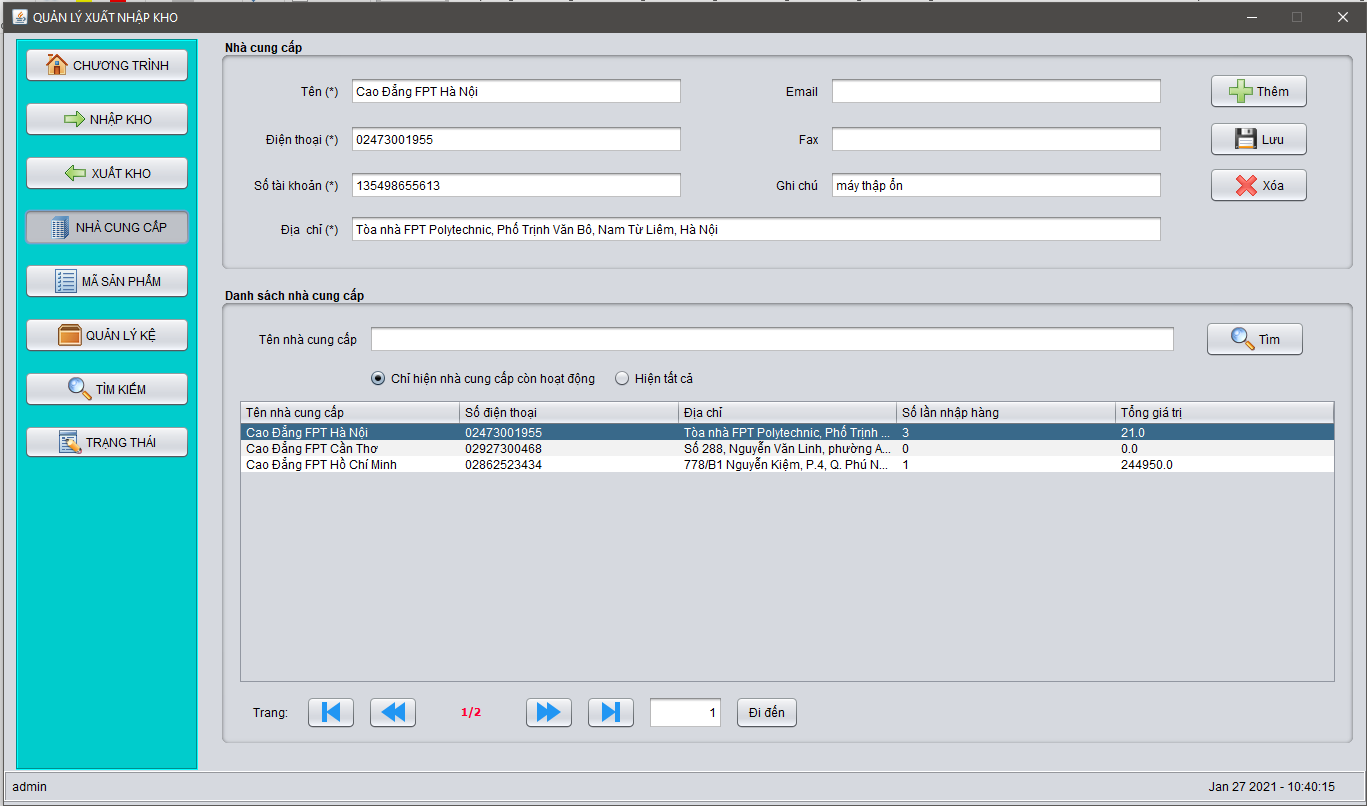 QUẢN LÝ XUẤT NHẬP KHO
CHƯƠNG TRÌNH
NHẬP KHO
XUẤT KHO
NHÀ CUNG CẤP
MÃ SẢN PHẨM
QUẢN LÝ KỆ
TÌM KIẾM
TRẠNG THÁI
Nhà cung cấp
Tên (*) Cao Đẳng FPT Hà Nội Email Thêm
Điện thoại (*) 02473001955 Fax Lưu
Số tài khoản (*) 135498655613 Ghi chú máy thập ổn Xóa
Địa chỉ (*) Tòa nhà FPT Polytechnic, Phố Trịnh Văn Bô, Nam Từ Liêm, Hà Nội
Danh sách nhà cung cấp
Tên nhà cung cấp Tìm
Chỉ hiện nhà cung cấp còn hoạt động Hiện tất cả
Tên nhà cung cấp Số điện thoại Địa chỉ Số lần nhập hàng Tổng giá trị
Cao Đẳng FPT Hà Nội 02473001955 Tòa nhà FPT Polytechnic, Phố Trịnh ... 3 21.0
Cao Đẳng FPT Cần Thơ 02927300468 Số 288, Nguyễn Văn Linh, phường A... 0 0.0
Cao Đẳng FPT Hồ Chí Minh 02862523434 778/B1 Nguyễn Kiệm, P.4, Q. Phú N... 1 244950.0
Trang: 1/2 1 Đi đến
admin Jan 27 2021 - 10:40:15